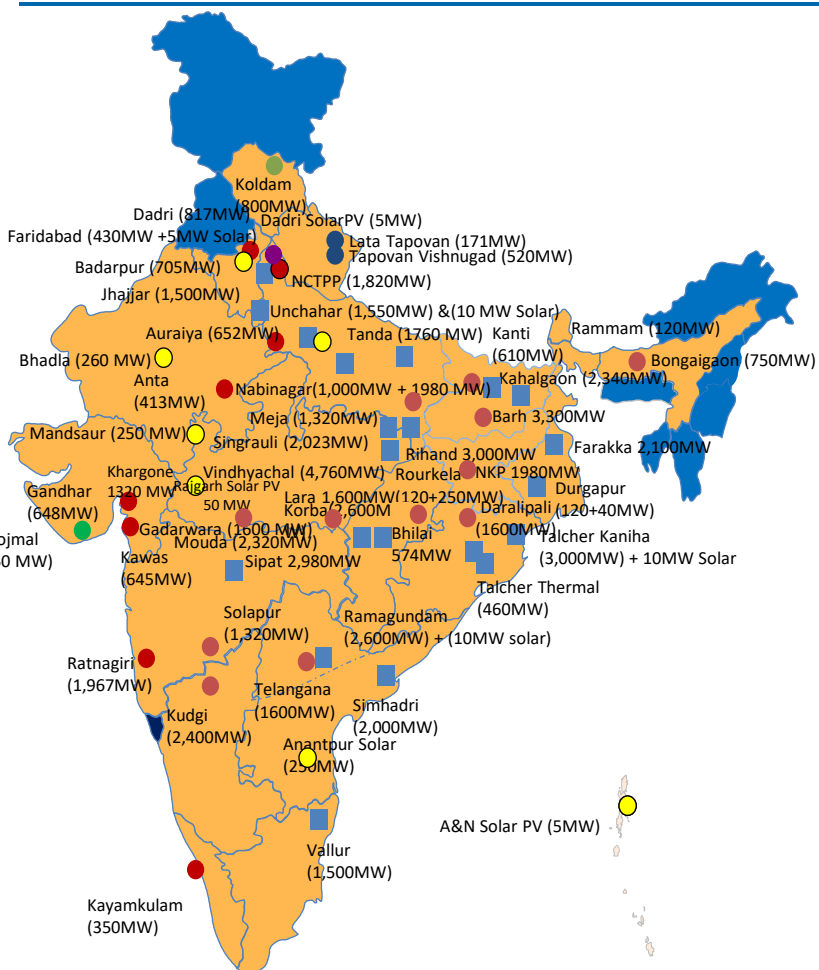 Koldam
(800MW)
Dadri (817MW)
Dadri SolarPV (5MW)
Faridabad (430MW +5MW Solar)
Lata Tapovan (171MW)
Tapovan Vishnugad (520MW)
Badarpur (705MW)
NCTPP (1,820MW)
Jhajjar (1,500MW)
Unchahar (1,550MW) &(10 MW Solar)
Auraiya (652MW)
Tanda (1760 MW)
Kanti
(610MW)
Rammam (120MW)
Bongaigaon (750MW)
Bhadla (260 MW)
Anta
(413MW)
Kahalgaon (2,340MW)
Nabinagar(1,000MW + 1980 MW)
Meja (1,320MW)
Barh 3,300MW
Mandsaur (250 MW)
Singrauli (2,023MW)
Rihand 3,000MW
Farakka 2,100MW
Khargone
1320 MW
Vindhyachal (4,760MW)
Rourkela
(120+250MW)
NKP 1980MW
Rajgarh Solar PV
50 MW
Gandhar
(648MW)
Lara 1,600MW
Korba 2,600M
Durgapur
(120+40MW)
Daralipali
(1600MW)
ojmal
0 MW)
Gadarwara (1600 MW)
Mouda (2,320MW)
Bhilai
574MW
Talcher Kaniha
(3,000MW) + 10MW Solar
Kawas
(645MW)
Sipat 2,980MW
Talcher Thermal
(460MW)
Solapur
(1,320MW)
Ramagundam
(2,600MW) + (10MW solar)
Ratnagiri
(1,967MW)
Telangana
(1600MW)
Simhadri
(2,000MW)
Kudgi
(2,400MW)
Anantpur Solar
(250MW)
A&N Solar PV (5MW)
Vallur
(1,500MW)
Kayamkulam
(350MW)